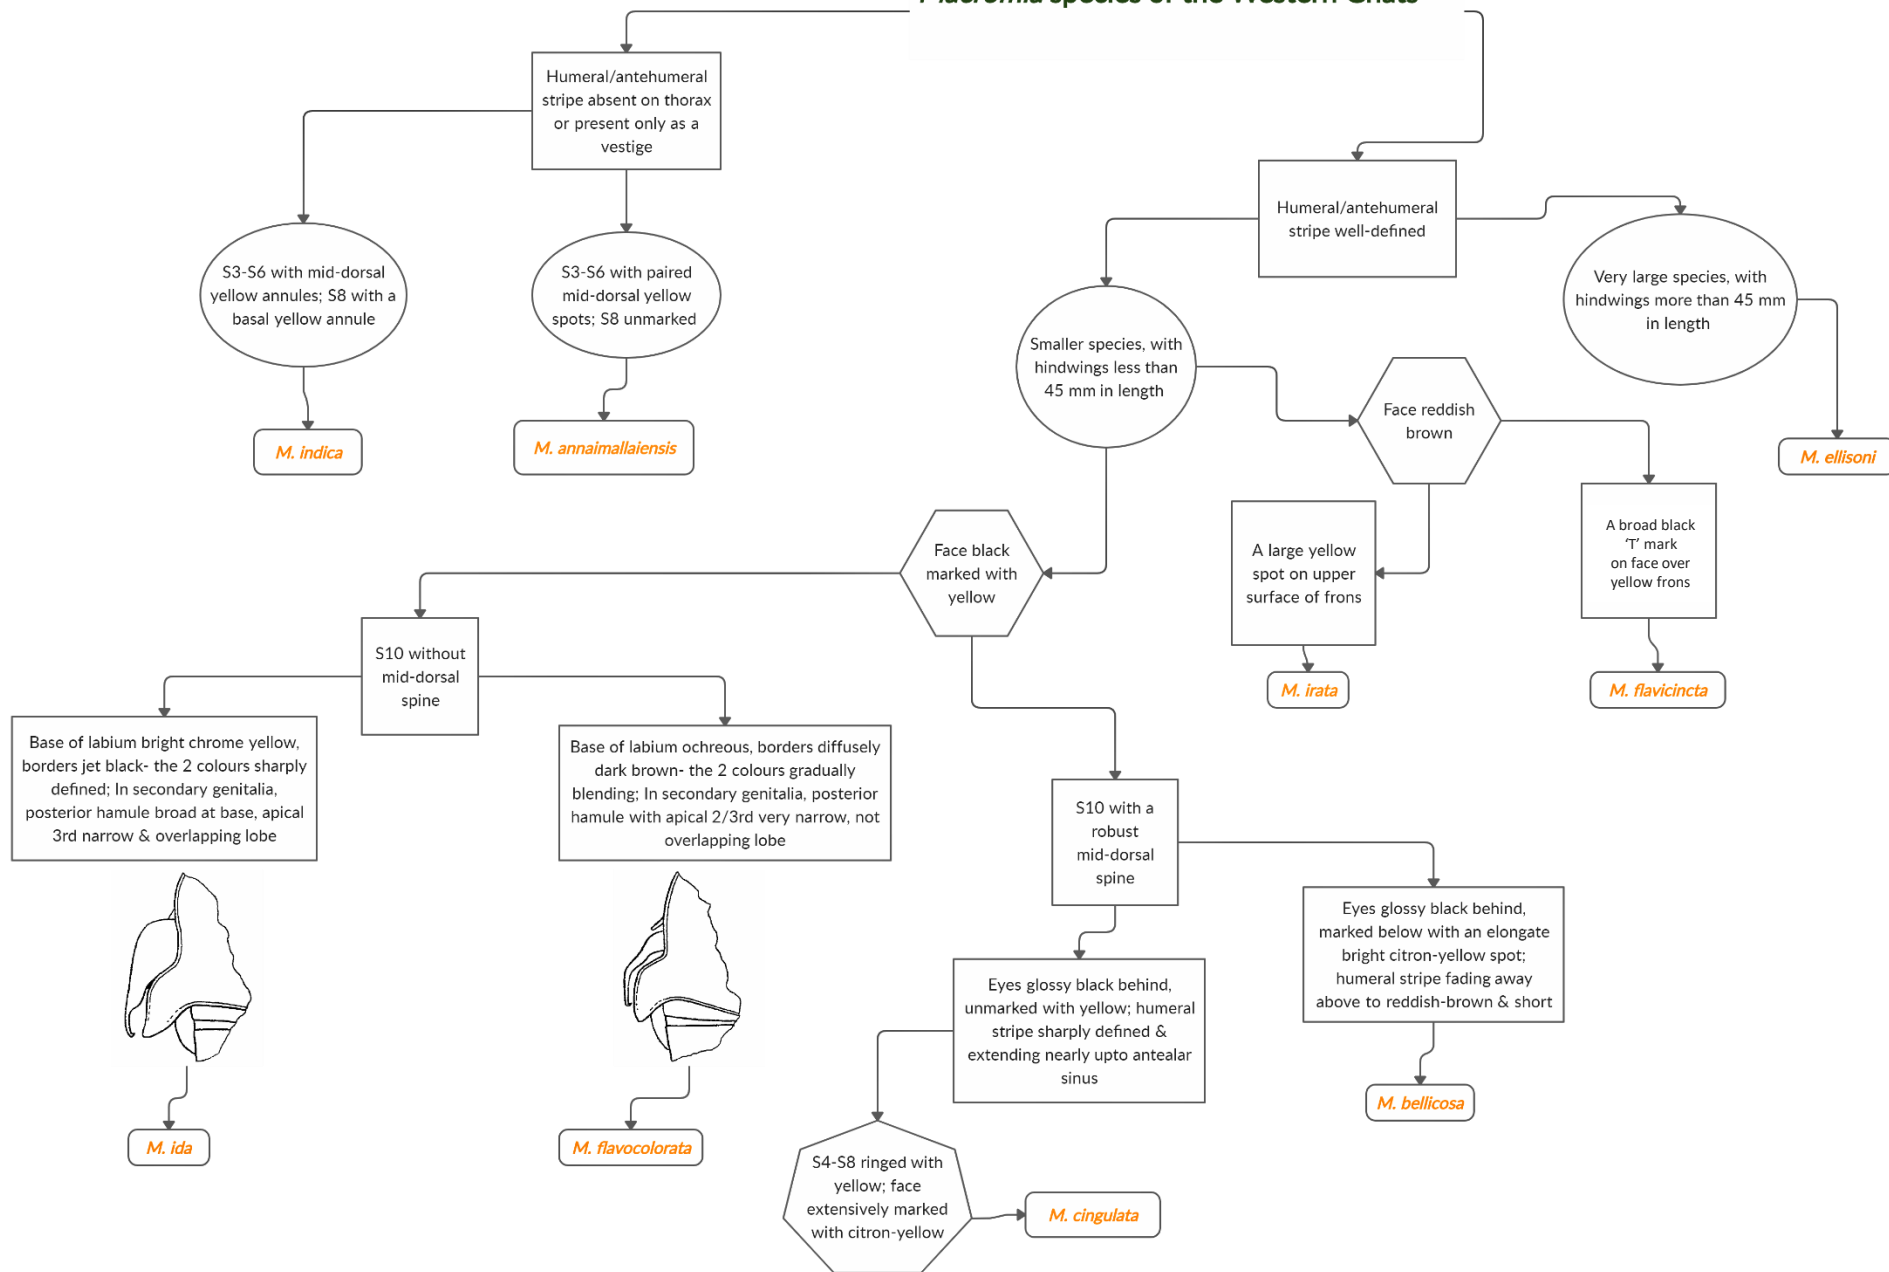 species of the Western Ghats
Humeral/antehumeral
stripe absent on thorax
or present only as a
vestige
Humeral/antehumeral
stripe well-defined
S3-S6 with mid-dorsal
yellow annules; S8 with a
basal yellow annule
S3-S6 with paired
mid-dorsal yellow
spots; S8 unmarked
Very large species, with
hindwings more than 45 mm
in length
Smaller species, with
hindwings less than
45 mm in length
Face reddish
brown
M. indica
M. annaimallaiensis
M. ellisoni
Face black
marked with
yellow
A large yellow
spot on upper
surface of frons
A broad black
‘T’ mark
on face over
yellow frons
S10 without
mid-dorsal
spine
M. irata
M. flavicincta
Base of labium bright chrome yellow,
borders jet black- the 2 colours sharply
defined; In secondary genitalia,
posterior hamule broad at base, apical
3rd narrow & overlapping lobe
Base of labium ochreous, borders diffusely
dark brown- the 2 colours gradually
blending; In secondary genitalia, posterior
hamule with apical 2/3rd very narrow, not
overlapping lobe
S10 with a
robust
mid-dorsal
spine
Eyes glossy black behind,
marked below with an elongate
bright citron-yellow spot;
humeral stripe fading away
above to reddish-brown & short
Eyes glossy black behind,
unmarked with yellow; humeral
stripe sharply defined &
extending nearly upto antealar
sinus
M. bellicosa
M. ida
M. flavocolorata
S4-S8 ringed with
yellow; face
extensively marked
with citron-yellow
M. cingulata